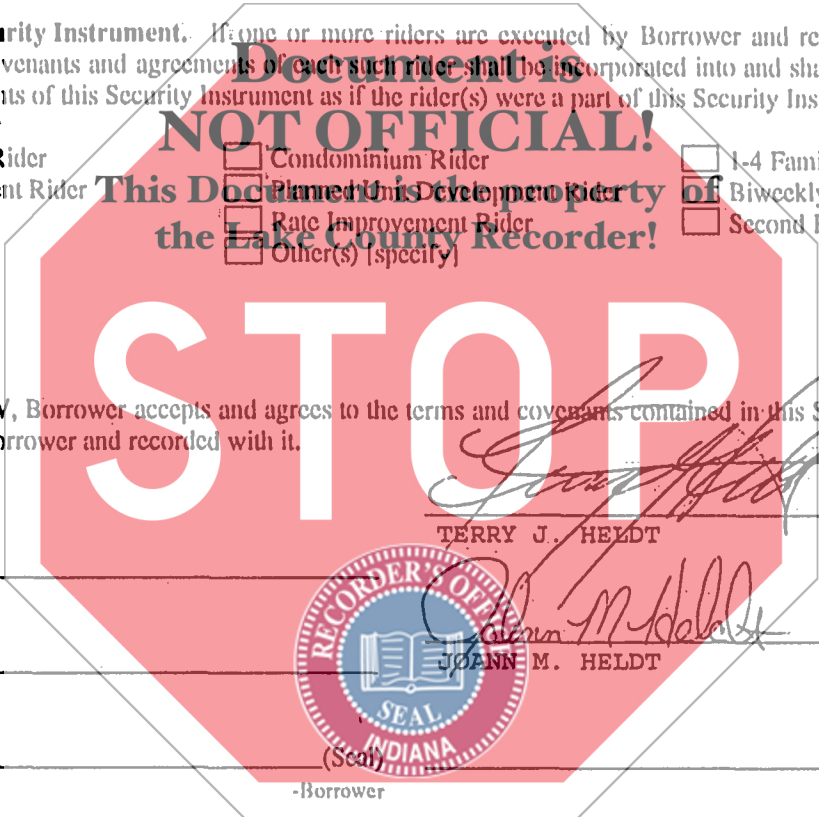 rity Instrument. If one or more riders are executed by Borrower and re
venants and agreements of each such rider shall be incorporated into and sha
ts of this Security Instrument as if the rider(s) were a part of this Security Ins
Document is
NOT OFFICIAL!
This Document is the property of
the Lake County Recorder!
Rider Condominium Rider 1-4 Fami
nt Rider Planned Unit Development Rider Biweekly
Rate Improvement Rider Second
Other(s) [specify]
STOP
, Borrower accepts and agrees to the terms and covenants contained in this S
rrower and recorded with it.
TERRY J. HELDT
Joann M Heldt
JOANN M. HELDT
RECORDER'S OFFICE
SEAL
INDIANA
(Seal)
-Borrower